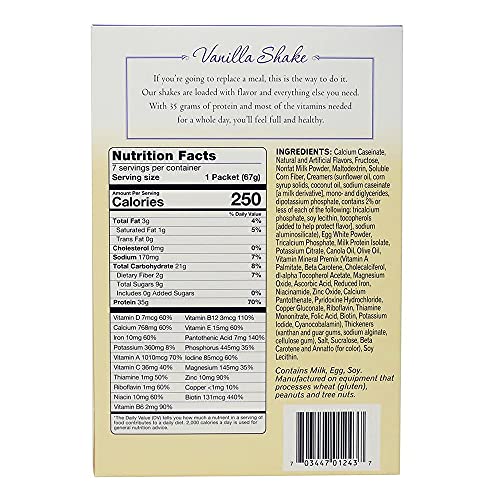 Vanilla Shake
If you're going to replace a meal, this is the way to do it.
Our shakes are loaded with flavor and everything else you need.
With 35 grams of protein and most of the vitamins needed
for a whole day, you'll feel full and healthy.
Nutrition Facts
7 servings per container
Serving size 1 Packet (67g)
Amount Per Serving
Calories 250
% Daily Value
Total Fat 3g 4%
Saturated Fat 1g 5%
Trans Fat 0g
Cholesterol 0mg 0%
Sodium 170mg 7%
Total Carbohydrate 21g 8%
Dietary Fiber 2g 7%
Total Sugars 9g
Includes 0g Added Sugars 0%
Protein 35g 70%
Vitamin D 7mcg 60% Vitamin B12 3mcg 110%
Calcium 768mg 60% Vitamin E 15mg 60%
Iron 10mg 60% Pantothenic Acid 7mg 140%
Potassium 360mg 8% Phosphorus 445mg 35%
Vitamin A 1010mcg 70% Iodine 85mcg 60%
Vitamin C 36mg 40% Magnesium 145mg 35%
Thiamine 1mg 50% Zinc 10mg 90%
Riboflavin 1mg 60% Copper <1mg 10%
Niacin 10mg 60% Biotin 131mcg 440%
Vitamin B6 2mg 90%
*The Daily Value (DV) tells you how much a nutrient in a serving of
food contributes to a daily diet. 2,000 calories a day is used for
general nutrition advice.
INGREDIENTS: Calcium Caseinate,
Natural and Artificial Flavors, Fructose,
Nonfat Milk Powder, Maltodextrin, Soluble
Corn Fiber, Creamers (sunflower oil, corn
syrup solids, coconut oil, sodium caseinate
[a milk derivative], mono- and diglycerides,
dipotassium phosphate, contains 2% or
less of each of the following: tricalcium
phosphate, soy lecithin, tocopherols
[added to help protect flavor], sodium
aluminosilicate), Egg White Powder,
Tricalcium Phosphate, Milk Protein Isolate,
Potassium Citrate, Canola Oil, Olive Oil,
Vitamin Mineral Premix (Vitamin A
Palmitate, Beta Carotene, Cholecalciferol,
di-alpha Tocopherol Acetate, Magnesium
Oxide, Ascorbic Acid, Reduced Iron,
Niacinamide, Zinc Oxide, Calcium
Pantothenate, Pyridoxine Hydrochloride,
Copper Gluconate, Riboflavin, Thiamine
Mononitrate, Folic Acid, Biotin, Potassium
Iodide, Cyanocobalamin), Thickeners
(xanthan and guar gums, sodium alginate,
cellulose gum), Salt, Sucralose, Beta
Carotene and Annatto (for color), Soy
Lecithin.
Contains Milk, Egg, Soy.
Manufactured on equipment that
processes wheat (gluten),
peanuts and tree nuts.
7 03447 01243 7